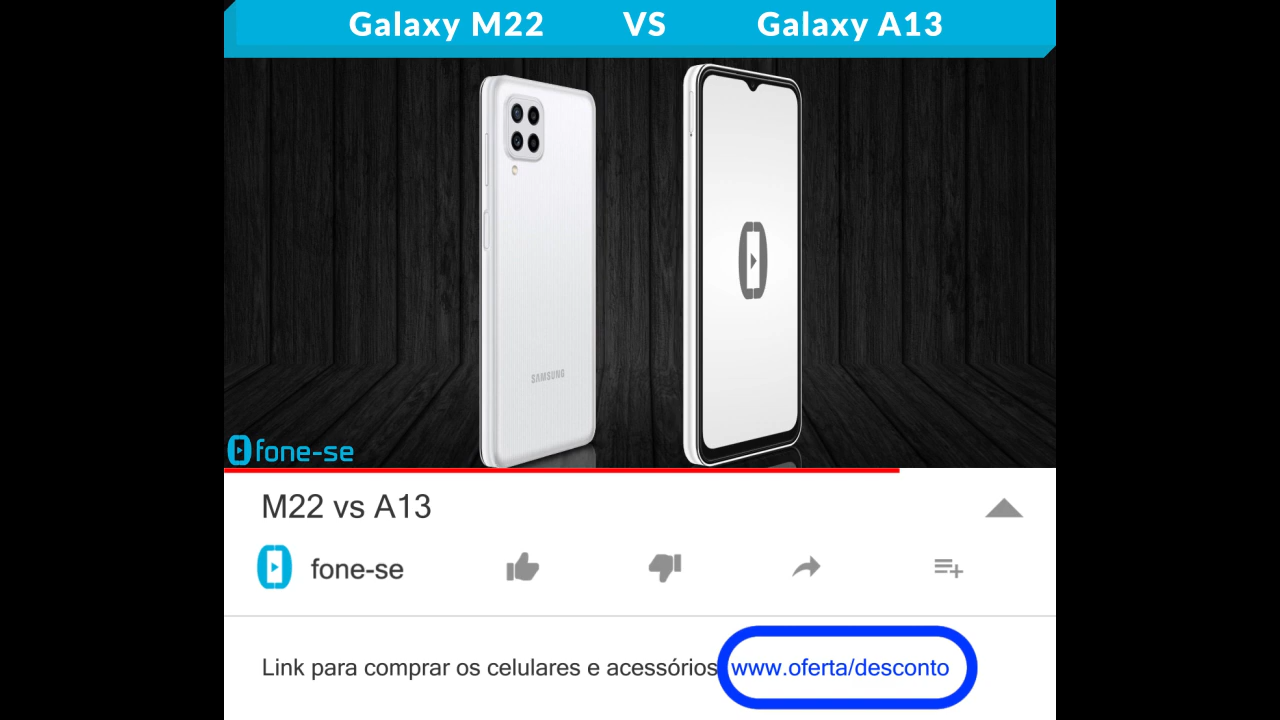 Galaxy M22 VS Galaxy A13
SAMSUNG
fone-se
M22 vs A13
fone-se
Link para comprar os celulares e acessórios www.oferta/desconto